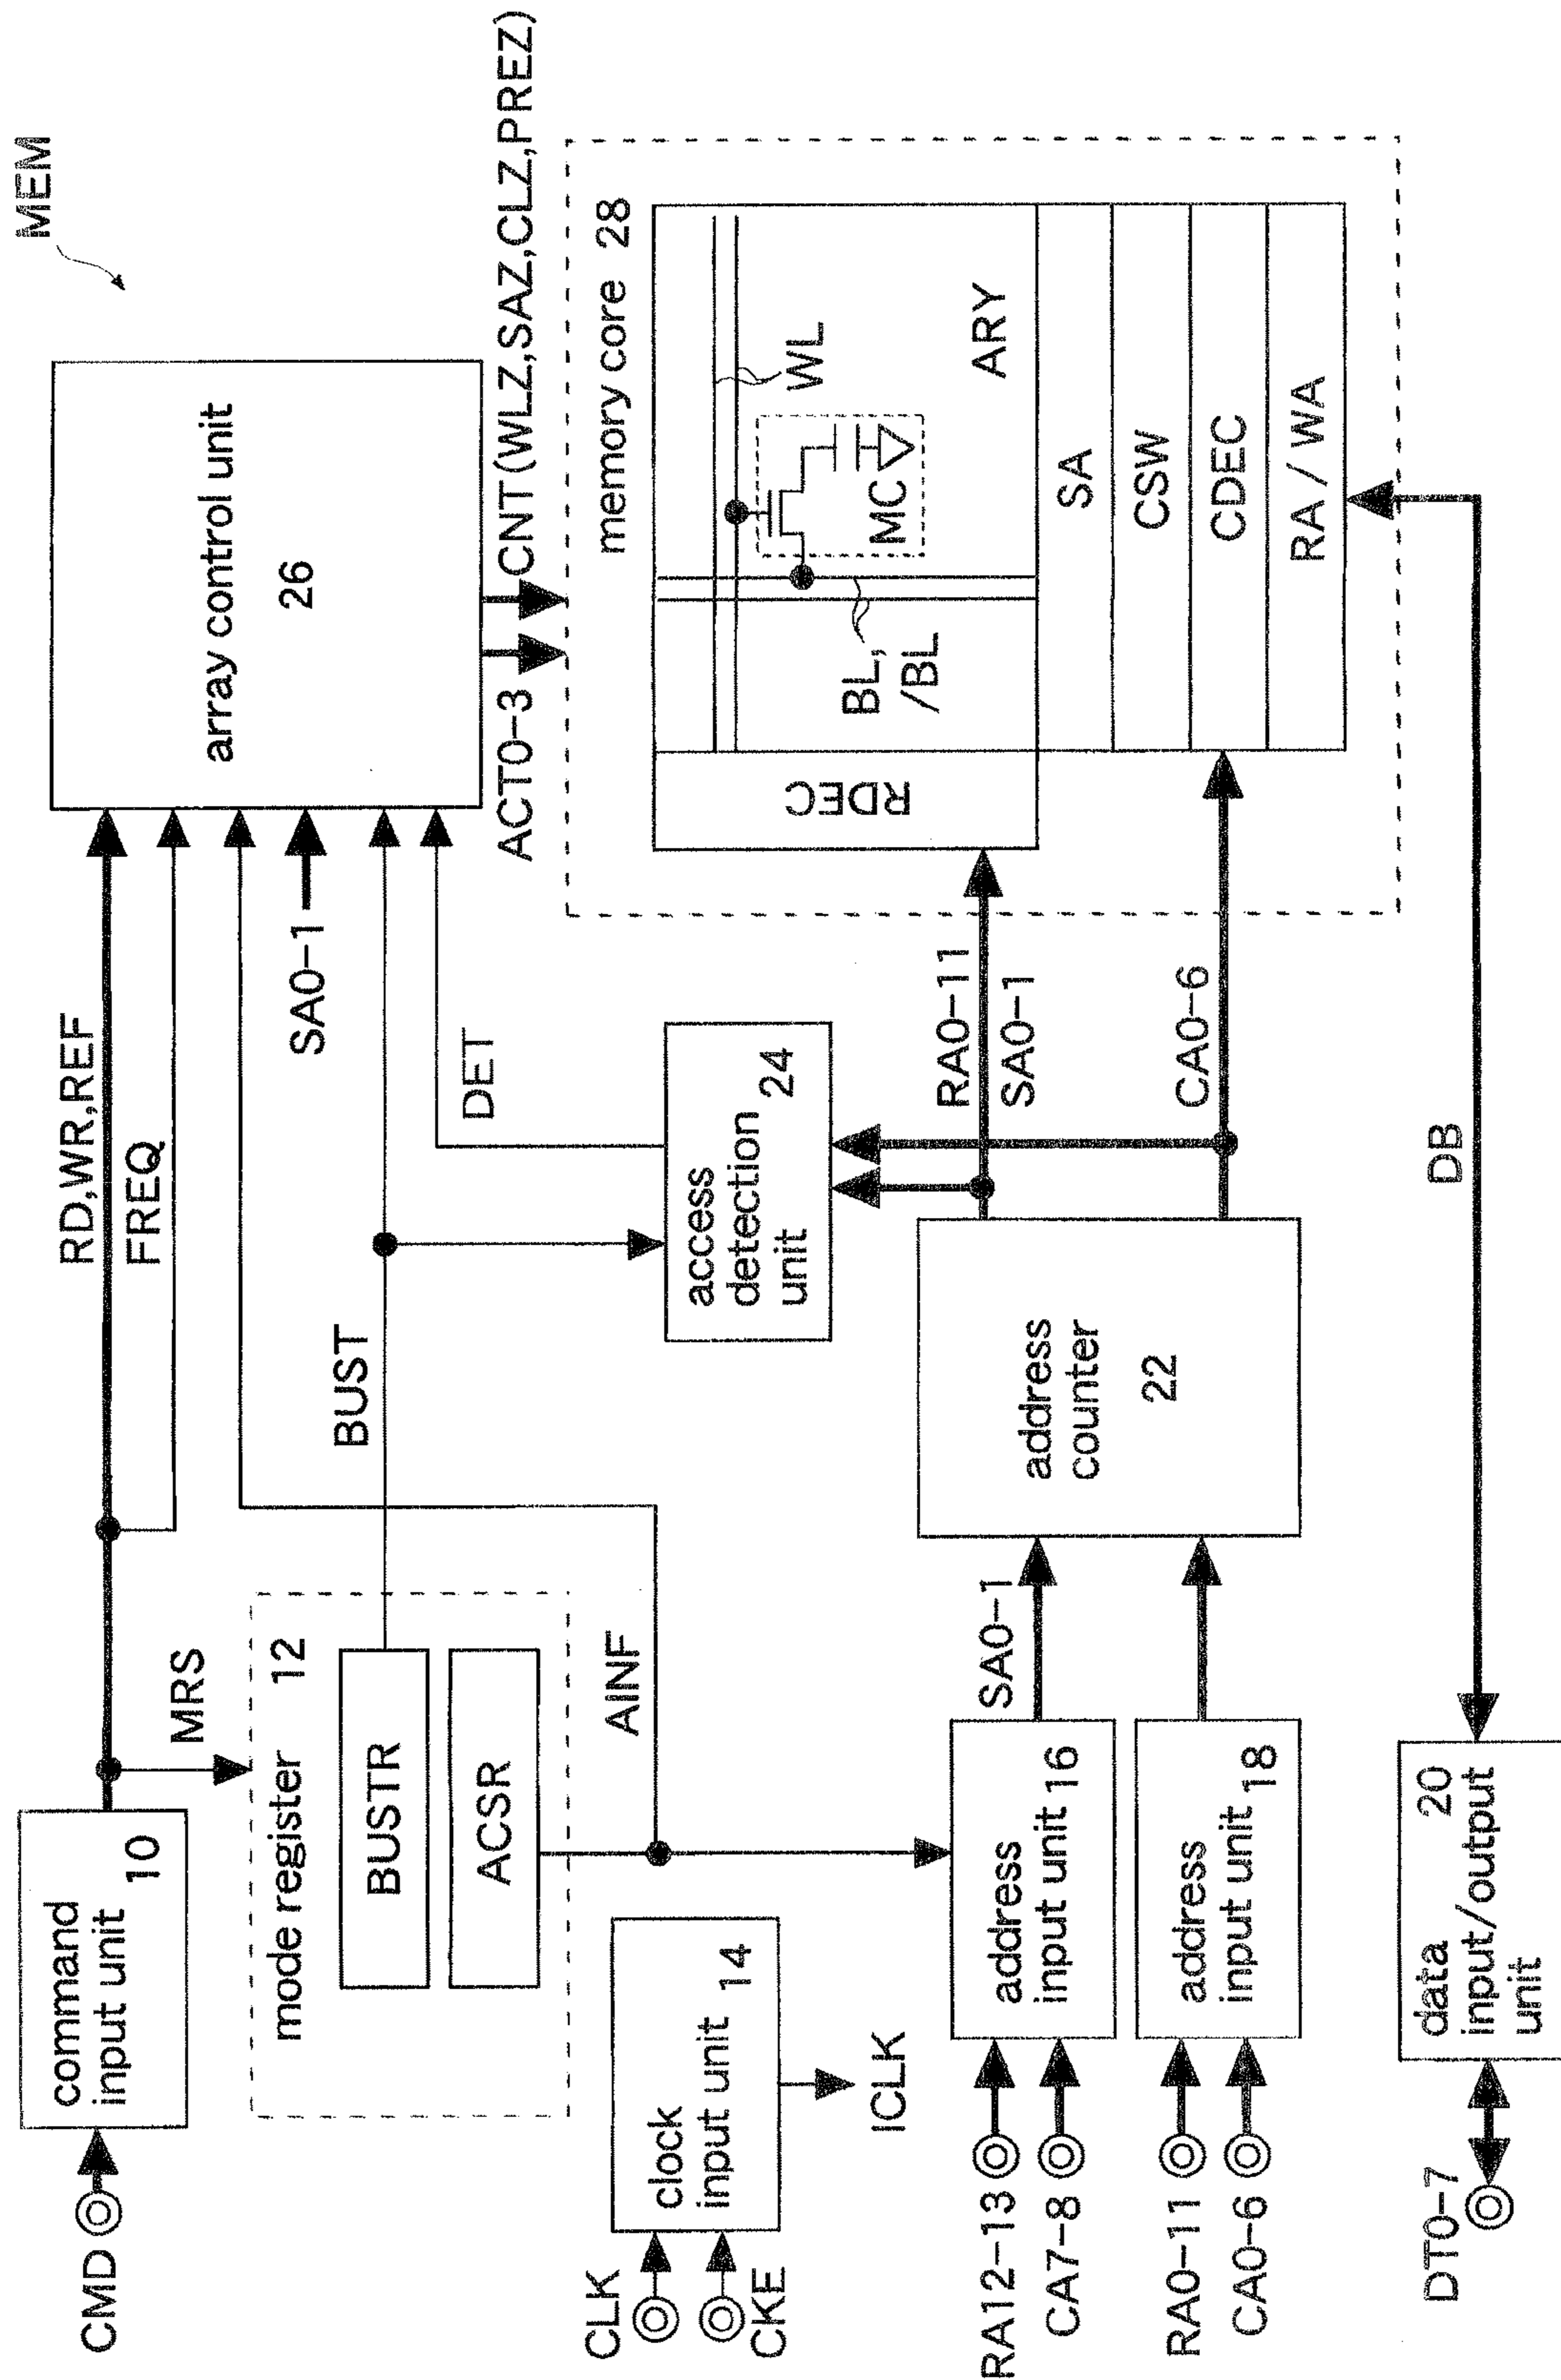 MEM
CMD
command
input unit
10
RD,WR,REF
FREQ
MRS
mode register 12
BUSTR
ACSR
BUST
AINF
SA0-1
DET
array control unit
26
ACT0-3
CNT(WLZ,SAZ,CLZ,PREZ)
CLK
CKE
clock
input unit
14
ICLK
access
detection
unit
24
memory core 28
RDEC
WL
MC
BL,
/BL
ARY
SA
CSW
CDEC
RA / WA
RA12-13
CA7-8
address
input unit
16
SA0-1
RA0-11
CA0-6
address
input unit
18
address
counter
22
RA0-11
SA0-1
CA0-6
DB
DT0-7
data
input/output
unit
20